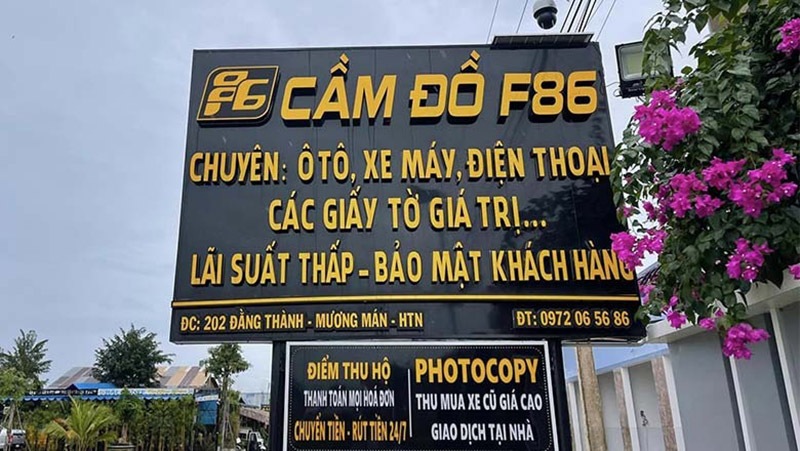 F86 CẦM ĐỒ F86
CHUYÊN: Ô TÔ, XE MÁY, ĐIỆN THOẠI
CÁC GIẤY TỜ GIÁ TRỊ...
LÃI SUẤT THẤP - BẢO MẬT KHÁCH HÀNG
ĐC: 202 ĐẰNG THÀNH - MƯƠNG MÁN - HTN ĐT: 0972 06 56 86
ĐIỂM THU HỘ
THANH TOÁN MỌI HOÁ ĐƠN
CHUYỂN TIỀN - RÚT TIỀN 24/7
PHOTOCOPY
THU MUA XE CŨ GIÁ CAO
GIAO DỊCH TẠI NHÀ